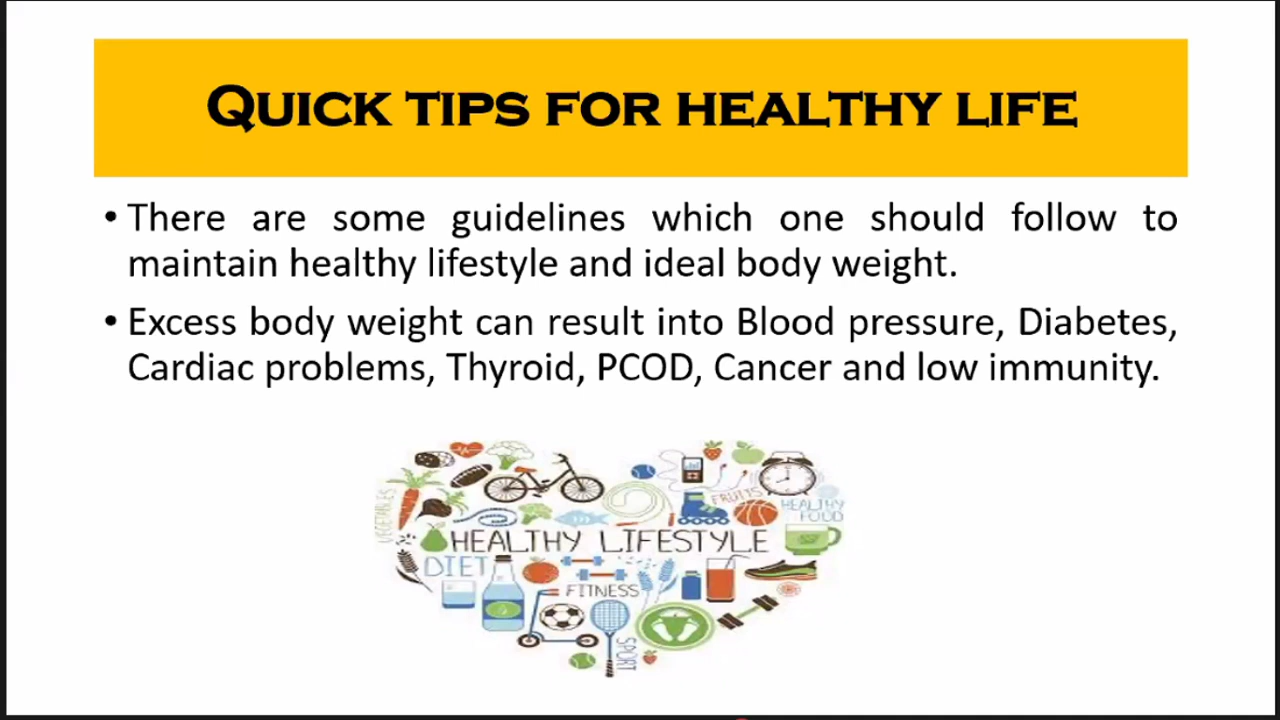 QUICK TIPS FOR HEALTHY LIFE
• There are some guidelines which one should follow to
maintain healthy lifestyle and ideal body weight.
• Excess body weight can result into Blood pressure, Diabetes,
Cardiac problems, Thyroid, PCOD, Cancer and low immunity.
VEGETABLES
FRUITS
HEALTHY
FOOD
HEALTHY LIFESTYLE
DIET
FITNESS
SPORT